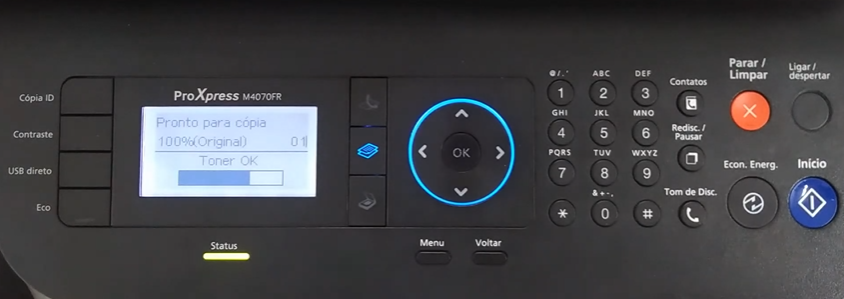 Cópia ID
Contraste
USB direto
Eco
ProXpress M4070FR
Pronto para cópia
100%(Original) 01
Toner OK
Status
OK
Menu
Voltar
@/.'
ABC
DEF
1
2
3
GHI
JKL
MNO
4
5
6
PQRS
TUV
WXYZ
7
8
9
& + - ,
*
0
#
Contatos
Redisc. /
Pausar
Tom de Disc.
Parar /
Limpar
Ligar /
despertar
Econ. Energ.
Início